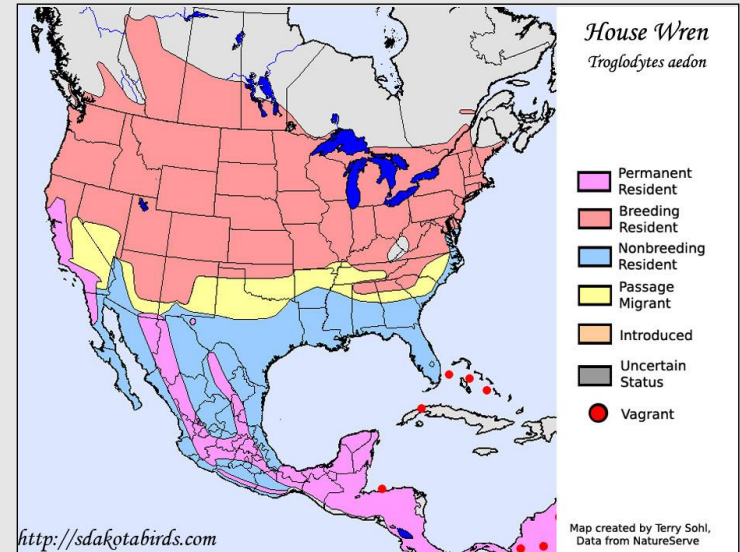 House Wren
Troglodytes aedon
Permanent
Resident
Breeding
Resident
Nonbreeding
Resident
Passage
Migrant
Introduced
Uncertain
Status
Vagrant
http://sdakotabirds.com
Map created by Terry Sohl,
Data from NatureServe